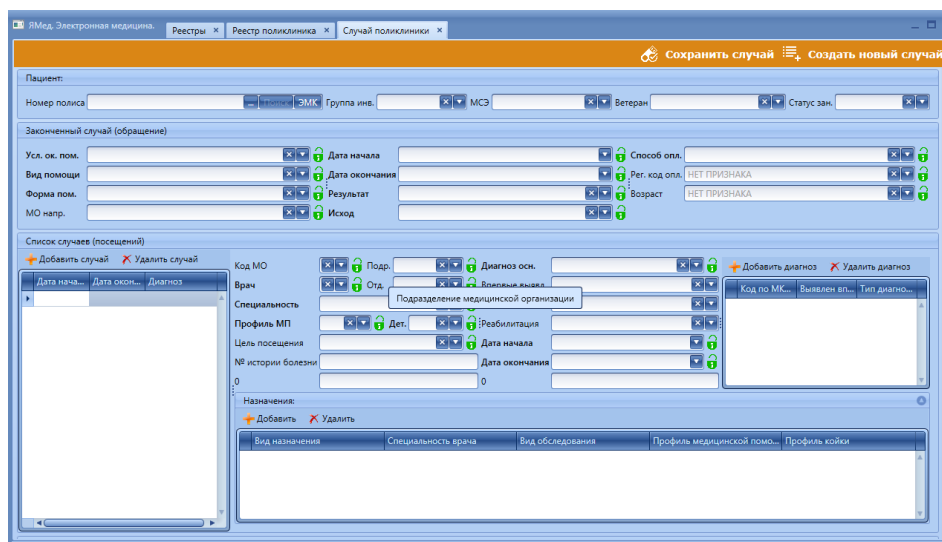 ЯМед. Электронная медицина. Реестры × Реестр поликлиника × Случай поликлиники ×
Сохранить случай Создать новый случай
Пациент:
Номер полиса ... Поиск ЭМК Группа инв. МСЭ Ветеран Статус зан.
Законченный случай (обращение)
Усл. ок. пом. Дата начала Способ опл.
Вид помощи Дата окончания Рег. код опл. НЕТ ПРИЗНАКА
Форма пом. Результат Возраст НЕТ ПРИЗНАКА
МО напр. Исход
Список случаев (посещений)
Добавить случай Удалить случай Код МО Подр. Диагноз осн. Добавить диагноз Удалить диагноз
Дата нача... Дата окон... Диагноз Врач Отд. Впервые выявл. Код по МК... Выявлен вп... Тип диагно...
Подразделение медицинской организации
Специальность
Профиль МП Дет. Реабилитация
Цель посещения Дата начала
№ истории болезни Дата окончания
0 0
Назначения:
Добавить Удалить
Вид назначения Специальность врача Вид обследования Профиль медицинской помо... Профиль койки